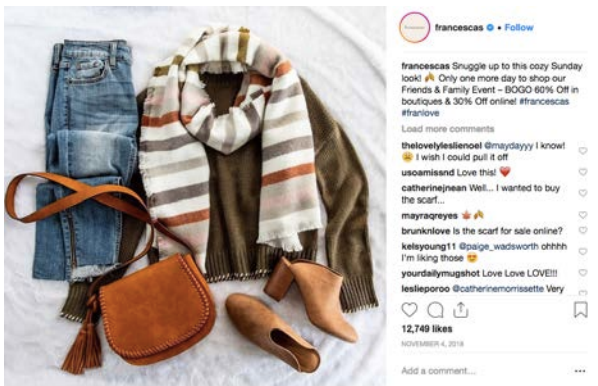 francescas • Follow
francescas Snuggle up to this cozy Sunday
look! 🍂 Only one more day to shop our
Friends & Family Event – BOGO 60% Off in
boutiques & 30% Off online! #francescas
#franlove
Load more comments
thelovelyleslienoel @maydayyy I know!
😫 I wish I could pull it off
usoamissnd Love this! ❤️
catherinejnean Well... I wanted to buy
the scarf...
mayraqreyes 🍁🍂
brunknlove Is the scarf for sale online?
kelsyoung11 @paige_wadsworth ohhhh
I'm liking those 😍
yourdailymugshot Love Love LOVE!!!
leslieporoo @catherinemorrissette Very
12,749 likes
NOVEMBER 4, 2018
Add a comment...